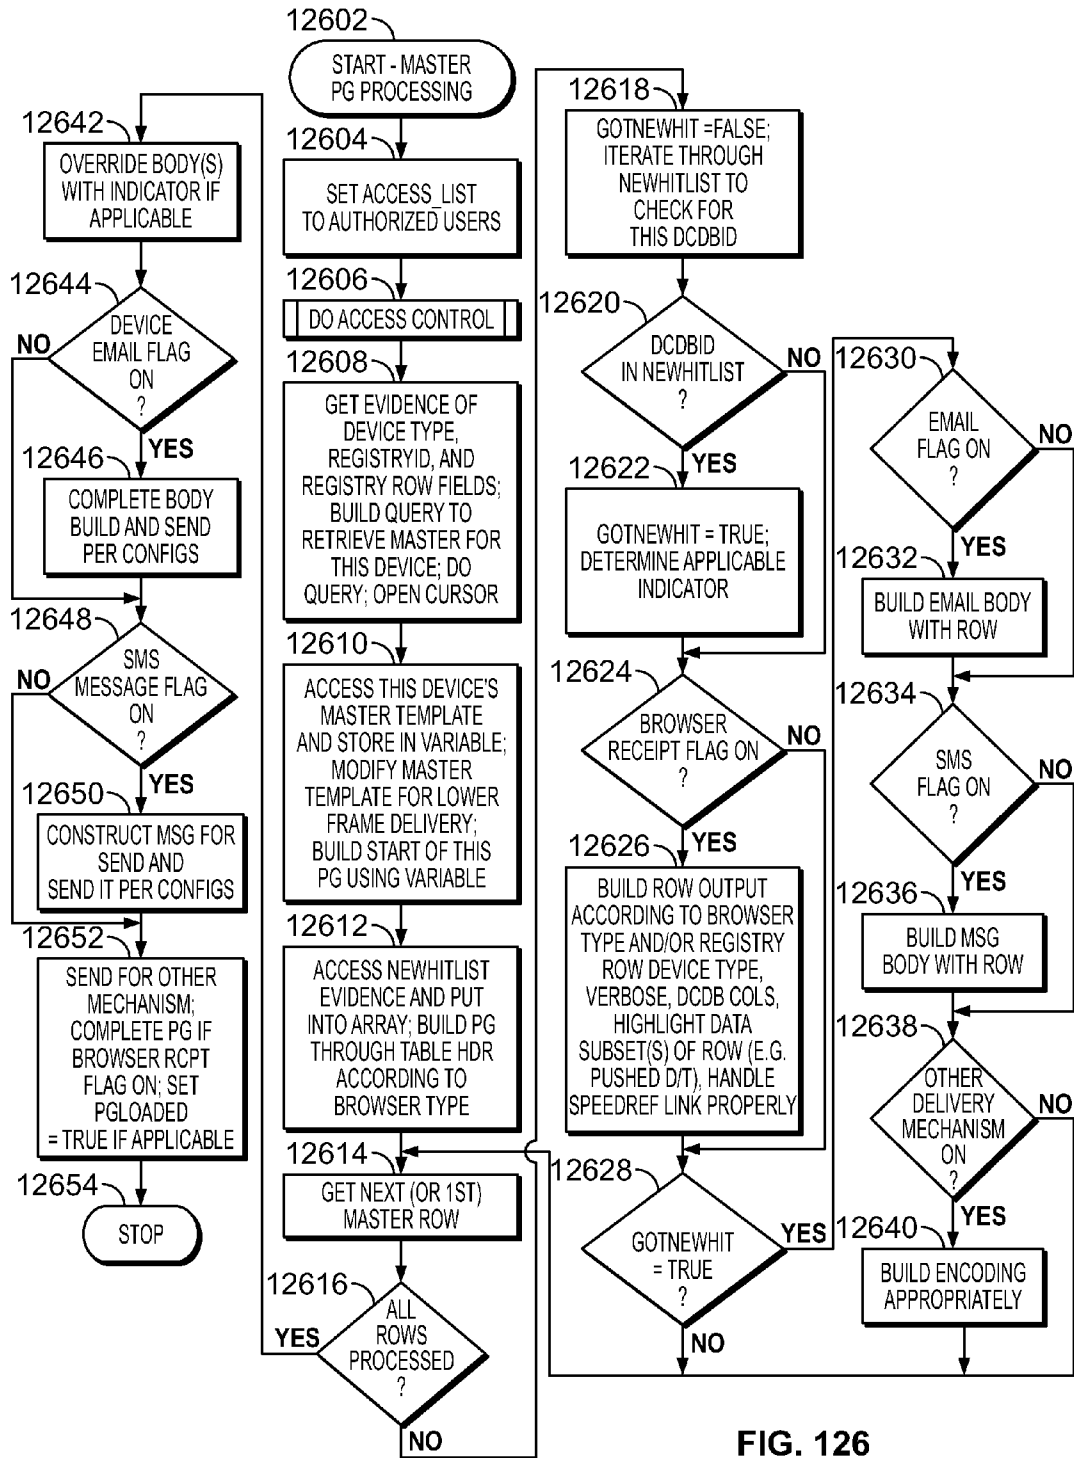 12602
START - MASTER
PG PROCESSING
12604
SET ACCESS_LIST
TO AUTHORIZED USERS
12606
DO ACCESS CONTROL
12608
GET EVIDENCE OF
DEVICE TYPE,
REGISTRYID, AND
REGISTRY ROW FIELDS;
BUILD QUERY TO
RETRIEVE MASTER FOR
THIS DEVICE; DO
QUERY; OPEN CURSOR
12610
ACCESS THIS DEVICE'S
MASTER TEMPLATE
AND STORE IN VARIABLE;
MODIFY MASTER
TEMPLATE FOR LOWER
FRAME DELIVERY;
BUILD START OF THIS
PG USING VARIABLE
12612
ACCESS NEWHITLIST
EVIDENCE AND PUT
INTO ARRAY; BUILD PG
THROUGH TABLE HDR
ACCORDING TO
BROWSER TYPE
12614
GET NEXT (OR 1ST)
MASTER ROW
12616
ALL
ROWS
PROCESSED
?
YES
NO
12618
GOTNEWHIT =FALSE;
ITERATE THROUGH
NEWHITLIST TO
CHECK FOR
THIS DCDBID
12620
DCDBID
IN NEWHITLIST
?
NO
YES
12622
GOTNEWHIT = TRUE;
DETERMINE APPLICABLE
INDICATOR
12624
BROWSER
RECEIPT FLAG ON
?
NO
YES
12626
BUILD ROW OUTPUT
ACCORDING TO BROWSER
TYPE AND/OR REGISTRY
ROW DEVICE TYPE,
VERBOSE, DCDB COLS,
HIGHLIGHT DATA
SUBSET(S) OF ROW (E.G.
PUSHED D/T), HANDLE
SPEEDREF LINK PROPERLY
12628
GOTNEWHIT
= TRUE
?
YES
NO
12630
EMAIL
FLAG ON
?
NO
YES
12632
BUILD EMAIL BODY
WITH ROW
12634
SMS
FLAG ON
?
NO
YES
12636
BUILD MSG
BODY WITH ROW
12638
OTHER
DELIVERY
MECHANISM
ON
?
NO
YES
12640
BUILD ENCODING
APPROPRIATELY
12642
OVERRIDE BODY(S)
WITH INDICATOR IF
APPLICABLE
12644
DEVICE
EMAIL FLAG
ON
?
NO
YES
12646
COMPLETE BODY
BUILD AND SEND
PER CONFIGS
12648
SMS
MESSAGE FLAG
ON
?
NO
YES
12650
CONSTRUCT MSG FOR
SEND AND
SEND IT PER CONFIGS
12652
SEND FOR OTHER
MECHANISM;
COMPLETE PG IF
BROWSER RCPT
FLAG ON; SET
PGLOADED
= TRUE IF APPLICABLE
12654
STOP
FIG. 126